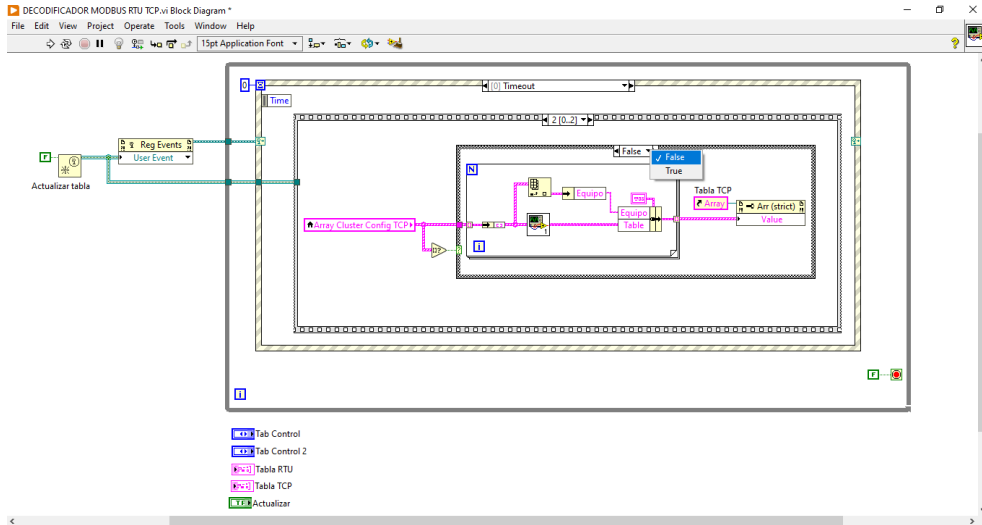 DECODIFICADOR MODBUS RTU TCP.vi Block Diagram *
File Edit View Project Operate Tools Window Help
15pt Application Font
0
[0] Timeout
Time
2 [0..2]
Reg Events
User Event
F
Actualizar tabla
False
False
True
N
Tabla TCP
Array
Arr (strict)
Value
Equipo
Equipo
Table
Array Cluster Config TCP
i
F
i
Tab Control
Tab Control 2
Tabla RTU
Tabla TCP
TF
Actualizar